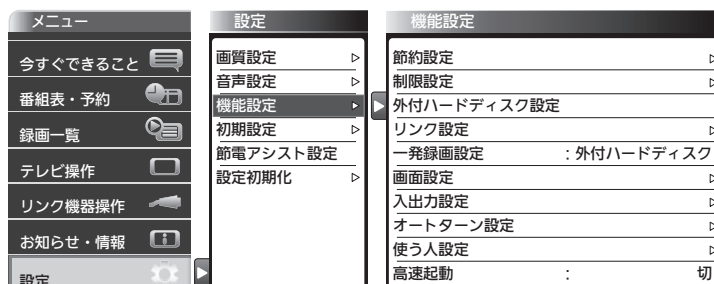 メニュー
今すぐできること
番組表・予約
録画一覧
テレビ操作
リンク機器操作
お知らせ・情報
設定
設定
画質設定
音声設定
機能設定
初期設定
節電アシスト設定
設定初期化
機能設定
節約設定
制限設定
外付ハードディスク設定
リンク設定
一発録画設定 :外付ハードディスク
画面設定
入出力設定
オートターン設定
使う人設定
高速起動 : 切